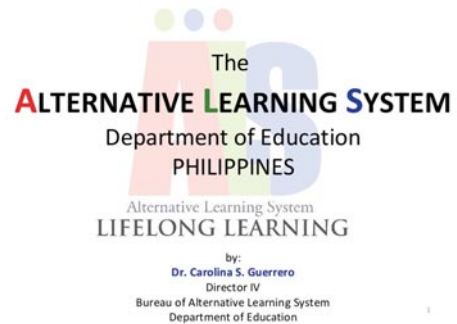 The
ALTERNATIVE LEARNING SYSTEM
Department of Education
PHILIPPINES
Alternative Learning System
LIFELONG LEARNING
by:
Dr. Carolina S. Guerrero
Director IV
Bureau of Alternative Learning System
Department of Education
1